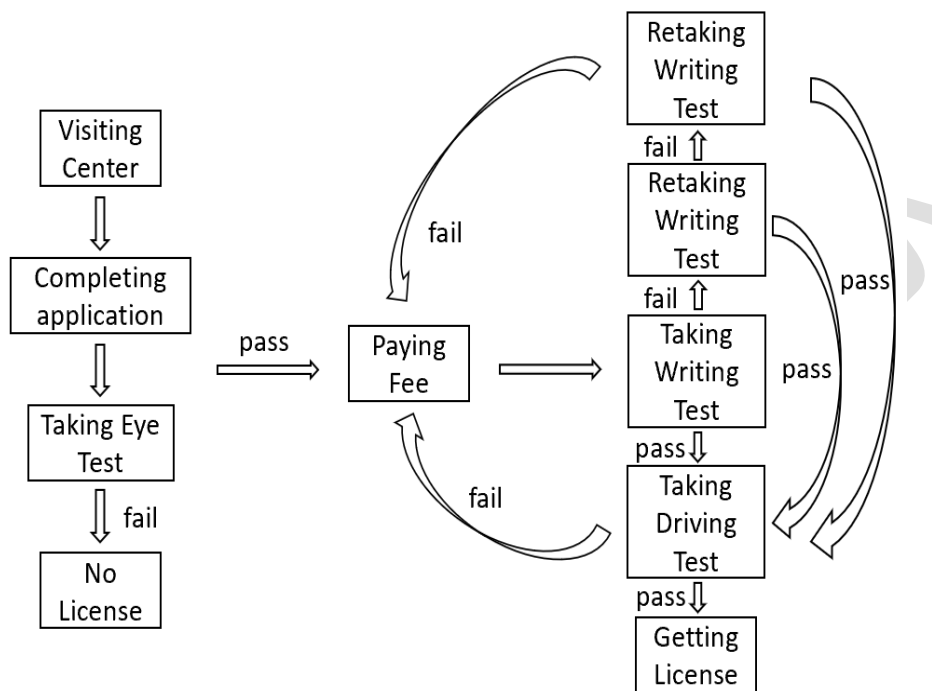 Visiting
Center
Completing
application
Taking Eye
Test
fail
No
License
pass
Paying
Fee
fail
fail
Retaking
Writing
Test
fail
Retaking
Writing
Test
fail
Taking
Writing
Test
pass
Taking
Driving
Test
pass
Getting
License
pass
pass